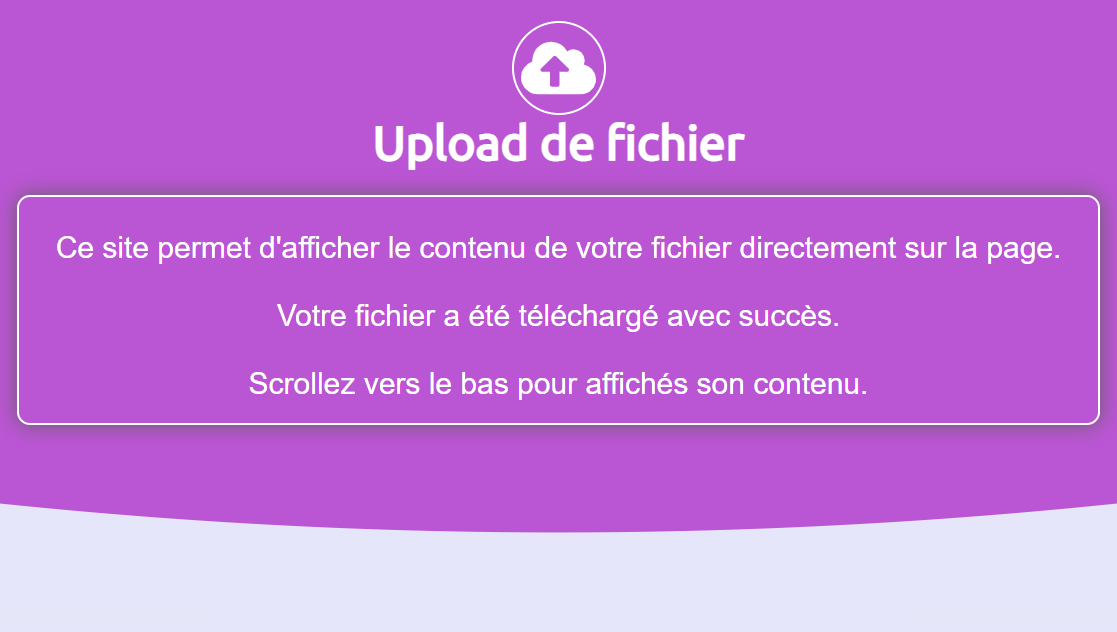 Upload de fichier
Ce site permet d'afficher le contenu de votre fichier directement sur la page.
Votre fichier a été téléchargé avec succès.
Scrollez vers le bas pour affichés son contenu.